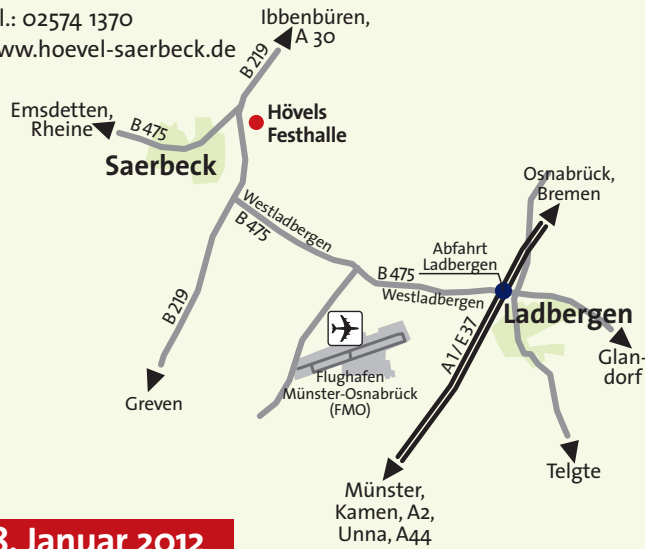 l.: 02574 1370
ww.hoevel-saerbeck.de
Ibbenbüren,
A 30
B 219
Emsdetten,
Rheine
B 475
Hövels
Festhalle
Saerbeck
Osnabrück,
Bremen
Westladbergen
B 475
Abfahrt
Ladbergen
B 475
Westladbergen
Ladbergen
B 219
A1/E37
Glan-
dorf
Flughafen
Münster-Osnabrück
(FMO)
Greven
Telgte
Münster,
Kamen, A2,
Unna, A44
8. Januar 2012